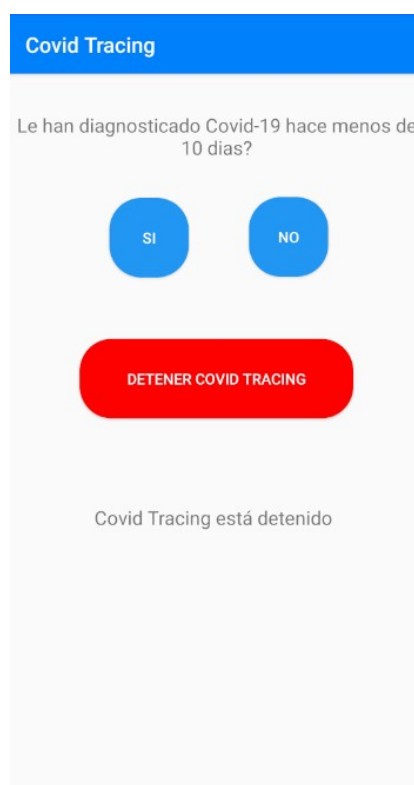 Covid Tracing
Le han diagnosticado Covid-19 hace menos de
10 dias?
SI
NO
DETENER COVID TRACING
Covid Tracing está detenido